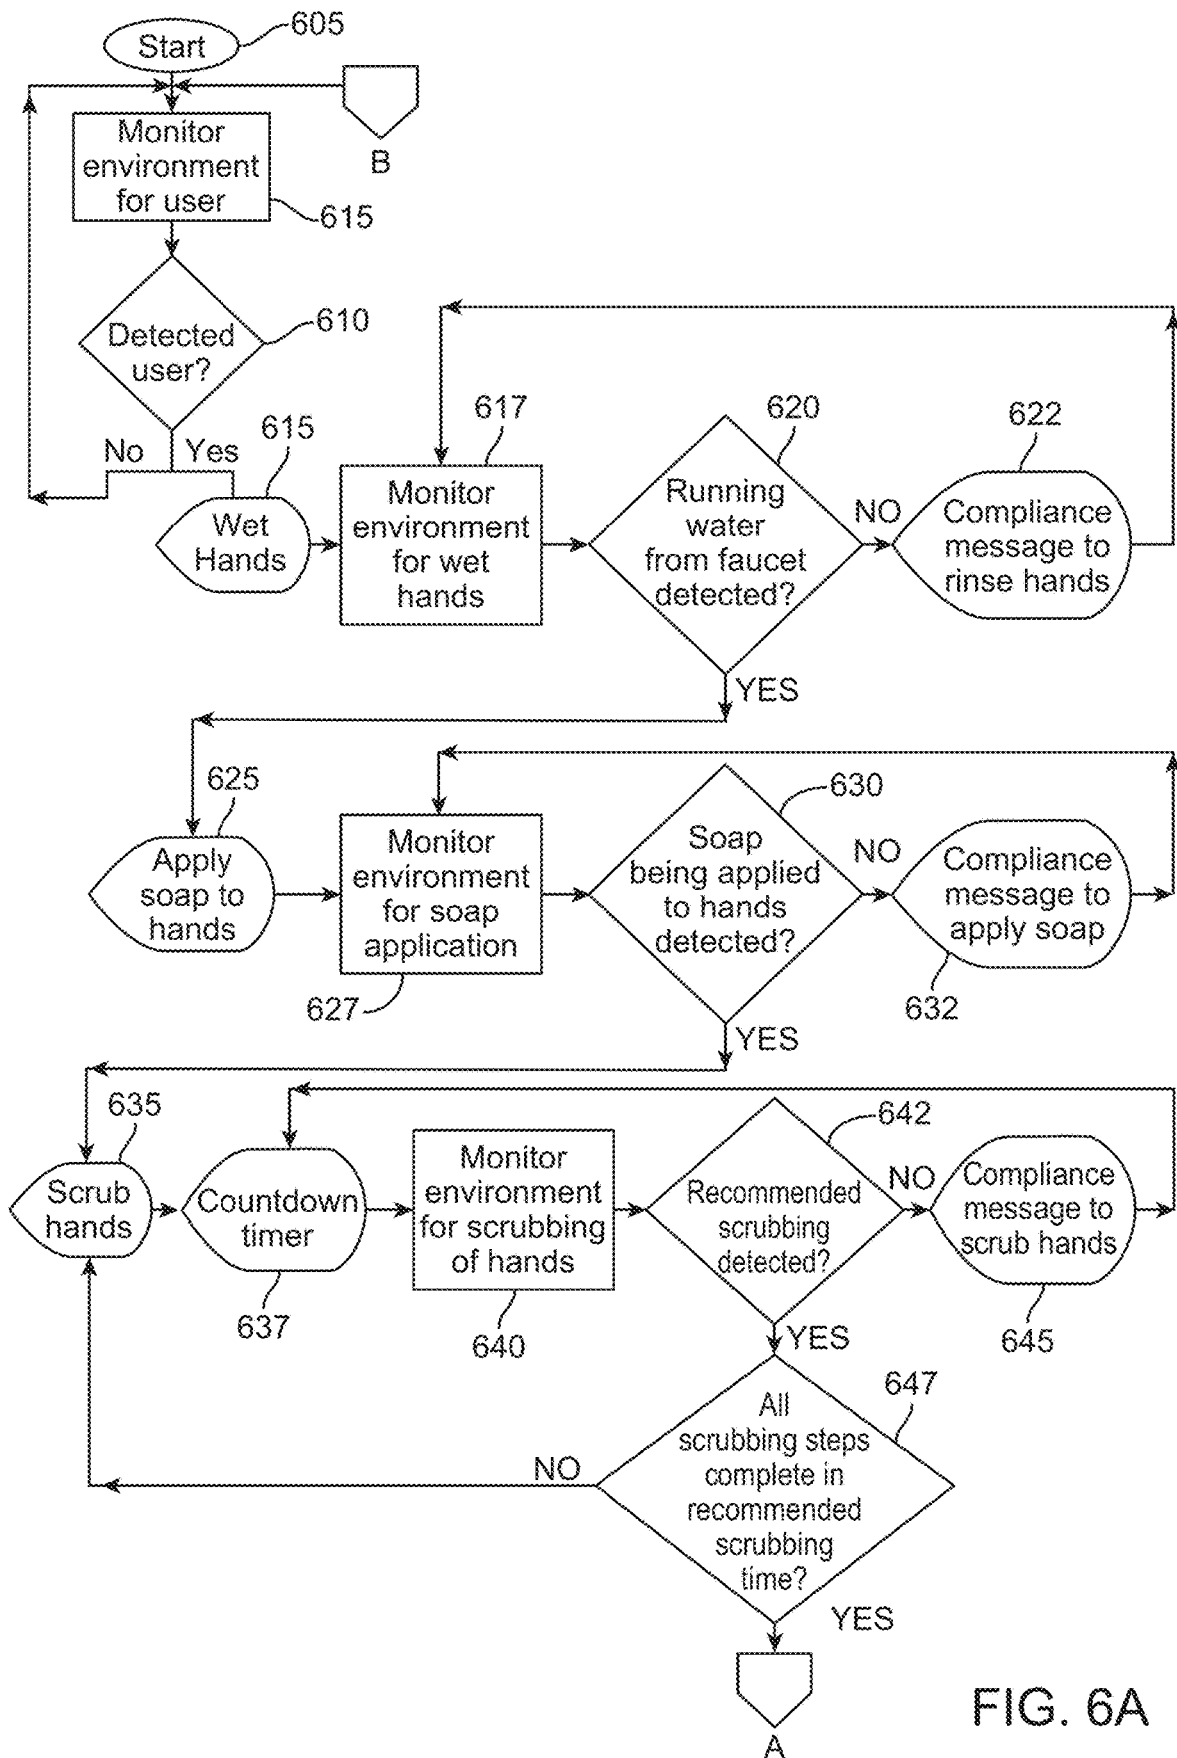 Start
605
B
Monitor
environment
for user
615
Detected
user?
610
No
Yes
615
Wet
Hands
617
Monitor
environment
for wet
hands
620
Running
water
from faucet
detected?
NO
622
Compliance
message to
rinse hands
YES
625
Apply
soap to
hands
Monitor
environment
for soap
application
627
630
Soap
being applied
to hands
detected?
NO
Compliance
message to
apply soap
632
YES
635
Scrub
hands
Countdown
timer
637
Monitor
environment
for scrubbing
of hands
640
642
Recommended
scrubbing
detected?
NO
Compliance
message to
scrub hands
645
YES
647
All
scrubbing steps
complete in
recommended
scrubbing
time?
NO
YES
A
FIG. 6A